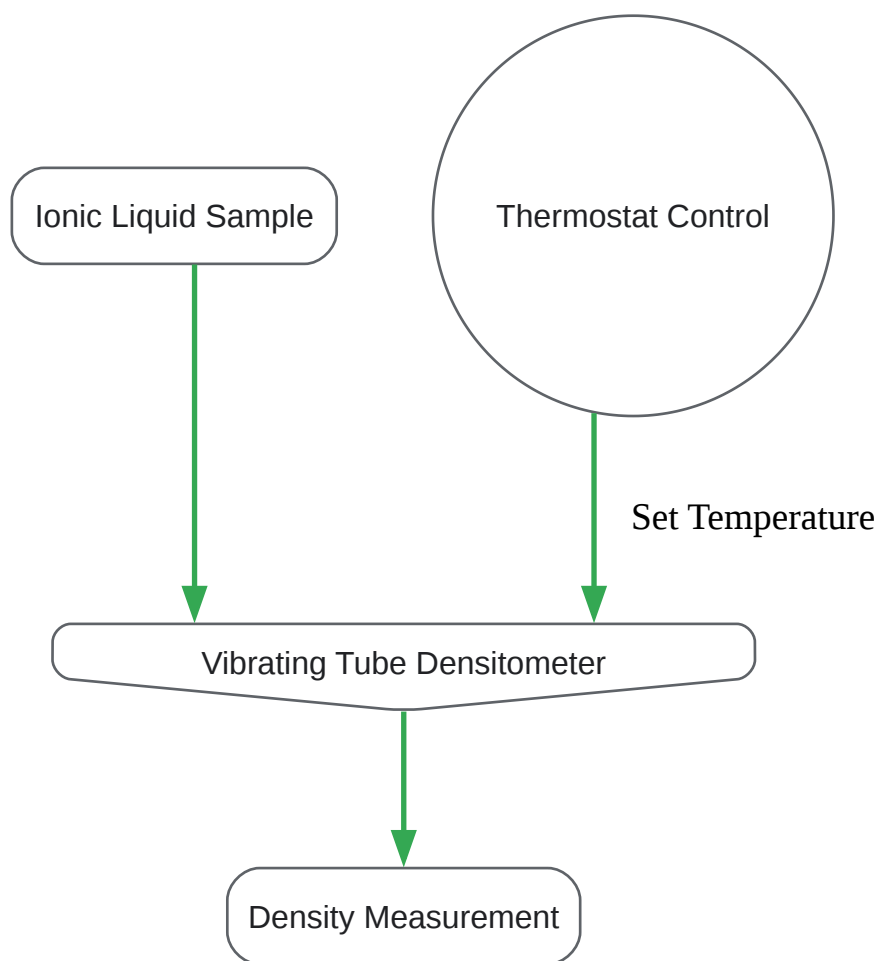 Ionic Liquid Sample
Thermostat Control
Set Temperature
Vibrating Tube Densitometer
Density Measurement